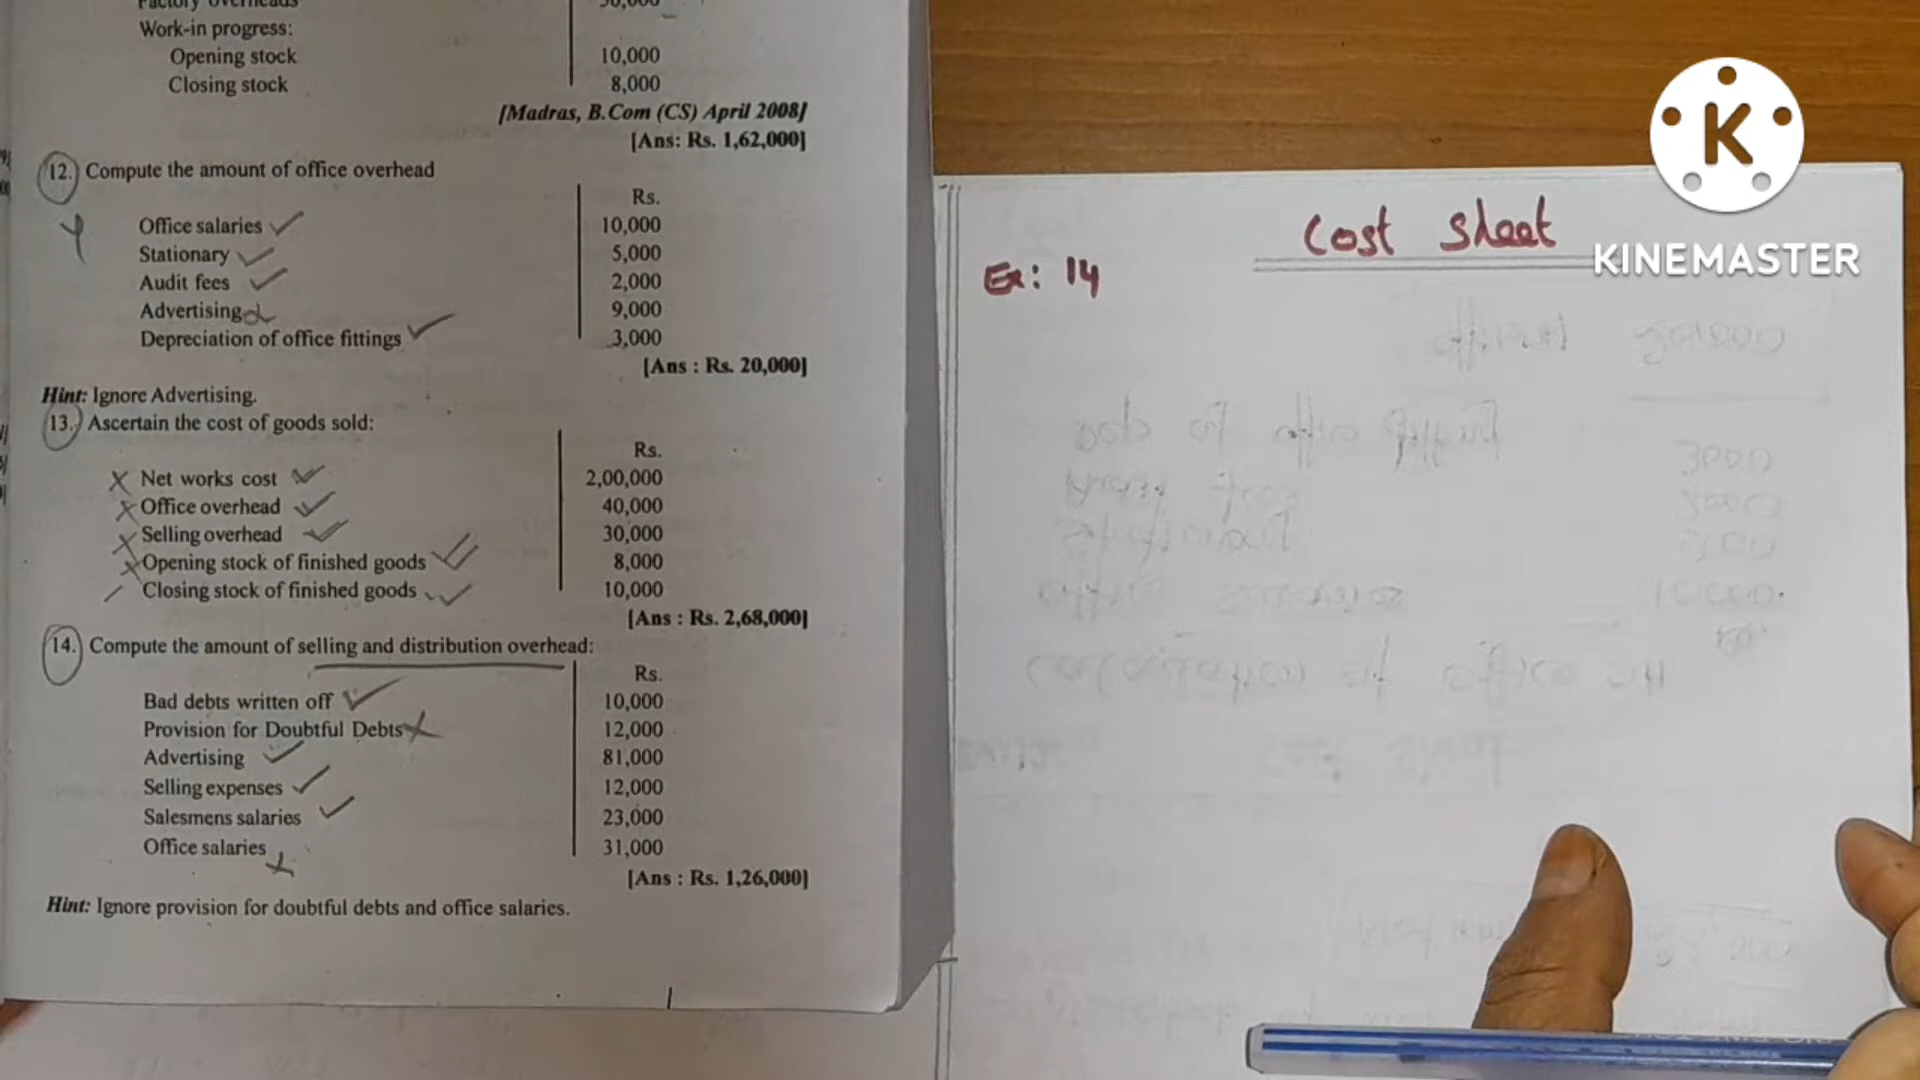 Factory overheads 50,000
Work-in progress:
Opening stock 10,000
Closing stock 8,000
[Madras, B.Com (CS) April 2008]
[Ans: Rs. 1,62,000]
12. Compute the amount of office overhead
Rs.
Office salaries 10,000
Stationary 5,000
Audit fees 2,000
Advertising 9,000
Depreciation of office fittings 3,000
[Ans : Rs. 20,000]
Hint: Ignore Advertising.
13. Ascertain the cost of goods sold:
Rs.
Net works cost 2,00,000
Office overhead 40,000
Selling overhead 30,000
Opening stock of finished goods 8,000
Closing stock of finished goods 10,000
[Ans : Rs. 2,68,000]
14. Compute the amount of selling and distribution overhead:
Rs.
Bad debts written off 10,000
Provision for Doubtful Debts 12,000
Advertising 81,000
Selling expenses 12,000
Salesmens salaries 23,000
Office salaries 31,000
[Ans : Rs. 1,26,000]
Hint: Ignore provision for doubtful debts and office salaries.
Cost Sheet
Ex: 14
K
KINEMASTER